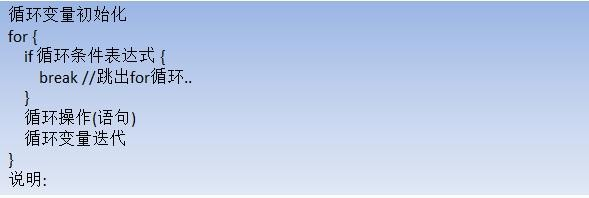 循环变量初始化
for {
if 循环条件表达式 {
break //跳出for循环..
}
循环操作(语句)
循环变量迭代
}
说明: